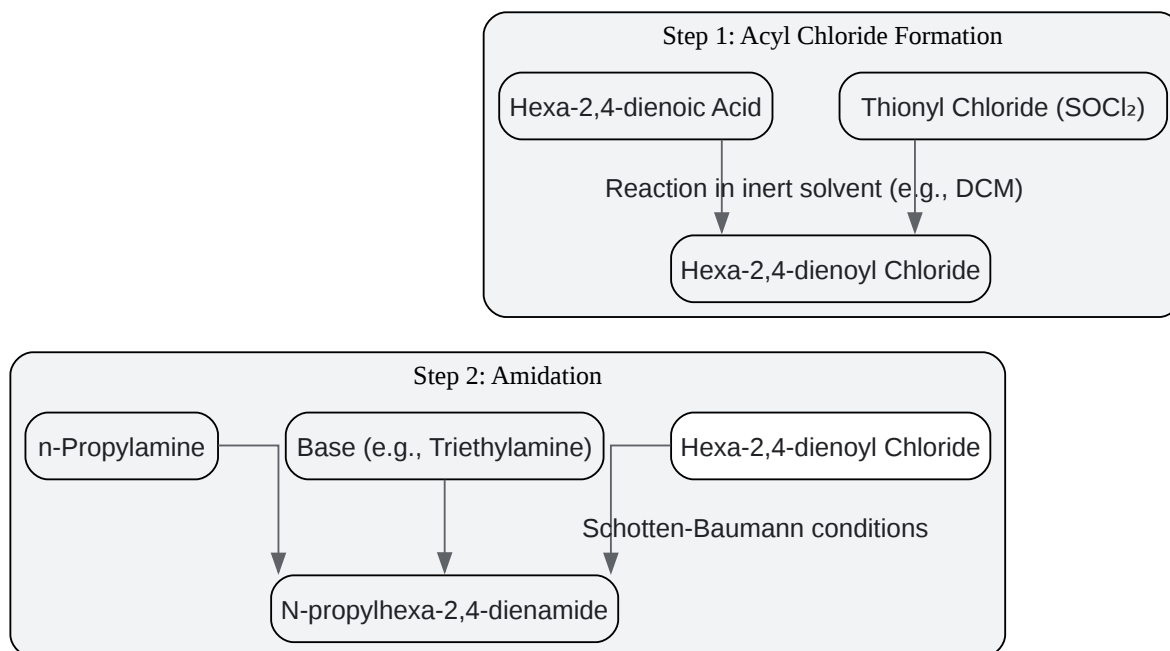 Step 1: Acyl Chloride Formation
Hexa-2,4-dienoic Acid
Thionyl Chloride (SOCl₂)
Reaction in inert solvent (e.g., DCM)
Hexa-2,4-dienoyl Chloride
Step 2: Amidation
n-Propylamine
Base (e.g., Triethylamine)
Hexa-2,4-dienoyl Chloride
Schotten-Baumann conditions
N-propylhexa-2,4-dienamide